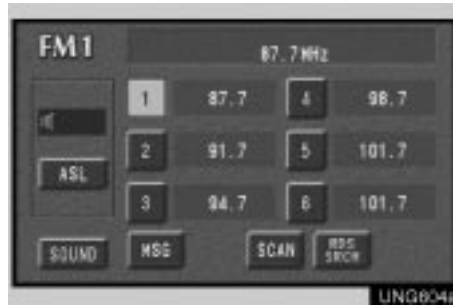 FM1
87.7MHz
1 87.7 4 98.7
2 91.7 5 101.7
ASL
3 94.7 6 101.7
SOUND MSG SCAN RDS
SRCH